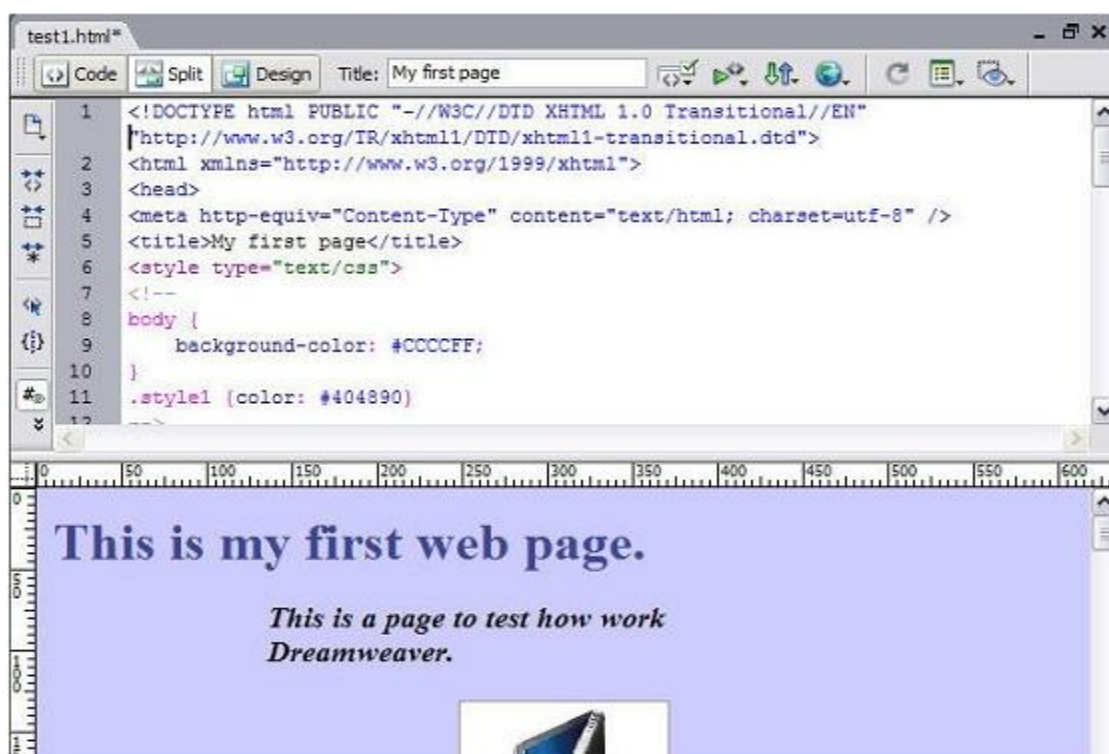 test1.html*
Code Split Design Title: My first page
1 <!DOCTYPE html PUBLIC "-//W3C//DTD XHTML 1.0 Transitional//EN"
"http://www.w3.org/TR/xhtml1/DTD/xhtml1-transitional.dtd">
2 <html xmlns="http://www.w3.org/1999/xhtml">
3 <head>
4 <meta http-equiv="Content-Type" content="text/html; charset=utf-8" />
5 <title>My first page</title>
6 <style type="text/css">
7 <!--
8 body {
9 background-color: #CCCCFF;
10 }
11 .style1 {color: #404890}
12 -->
0 50 100 150 200 250 300 350 400 450 500 550 600
0
This is my first web page.
50
This is a page to test how work
Dreamweaver.
100